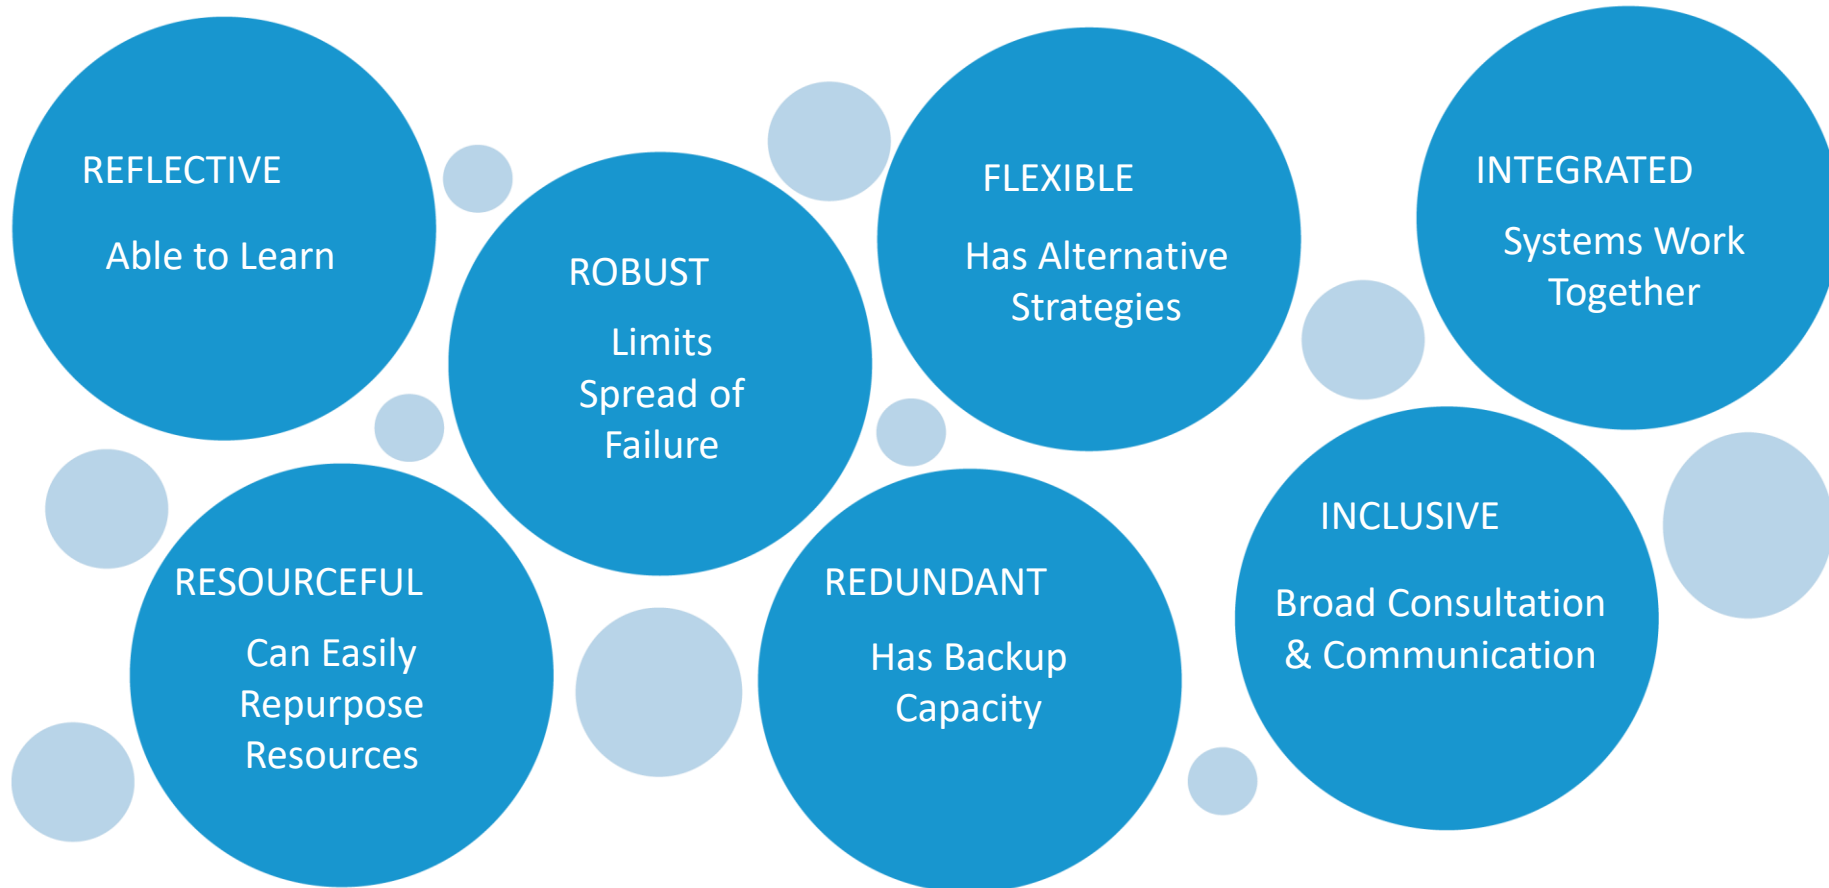 REFLECTIVE
Able to Learn
ROBUST
Limits
Spread of
Failure
FLEXIBLE
Has Alternative
Strategies
INTEGRATED
Systems Work
Together
RESOURCEFUL
Can Easily
Repurpose
Resources
REDUNDANT
Has Backup
Capacity
INCLUSIVE
Broad Consultation
& Communication